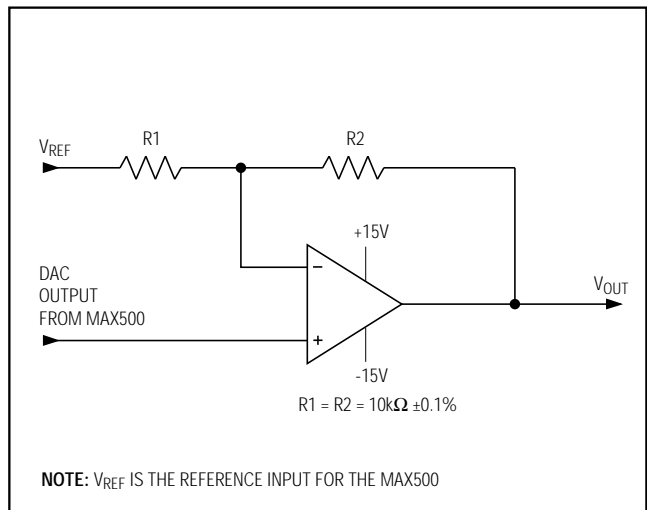 R1
R2
VREF
+15V
−
DAC
OUTPUT
FROM MAX500
VOUT
+
-15V
R1 = R2 = 10kΩ ±0.1%
NOTE: VREF IS THE REFERENCE INPUT FOR THE MAX500